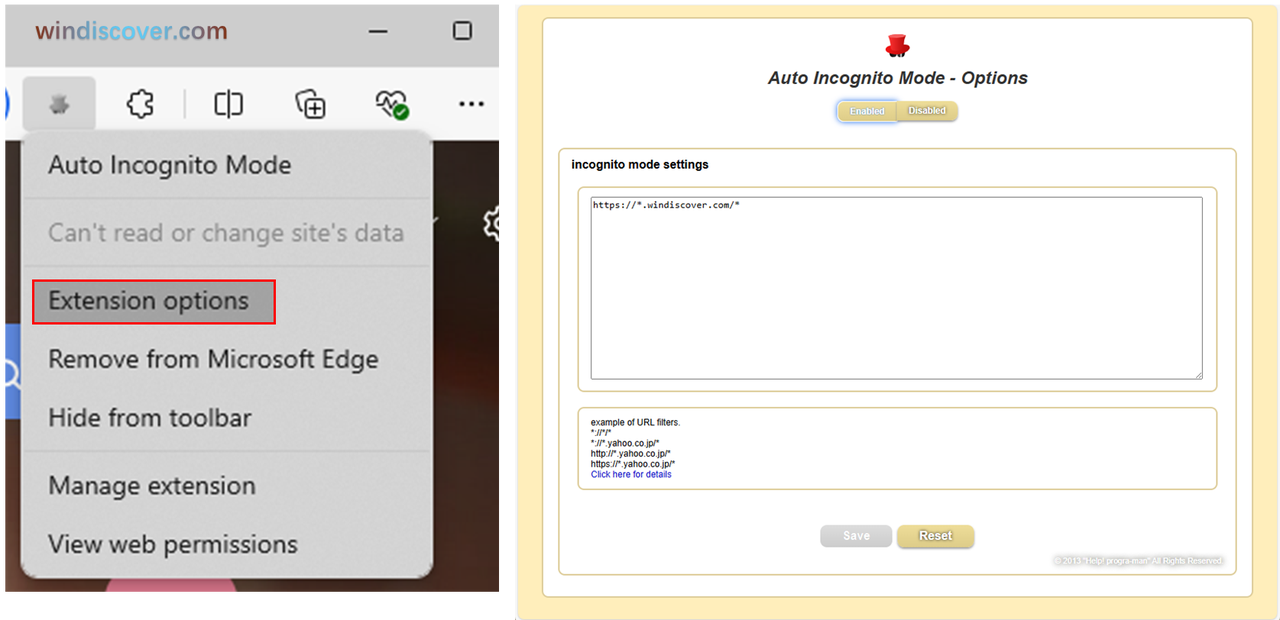 windiscover.com
Auto Incognito Mode
Can't read or change site's data
Extension options
Remove from Microsoft Edge
Hide from toolbar
Manage extension
View web permissions
Auto Incognito Mode - Options
Enabled Disabled
incognito mode settings
https://*.windiscover.com/*
example of URL filters.
*://*/*
*://*.yahoo.co.jp/*
http://*.yahoo.co.jp/*
https://*.yahoo.co.jp/*
Click here for details
Save Reset
© 2013 "Help! progra-man" All Rights Reserved.